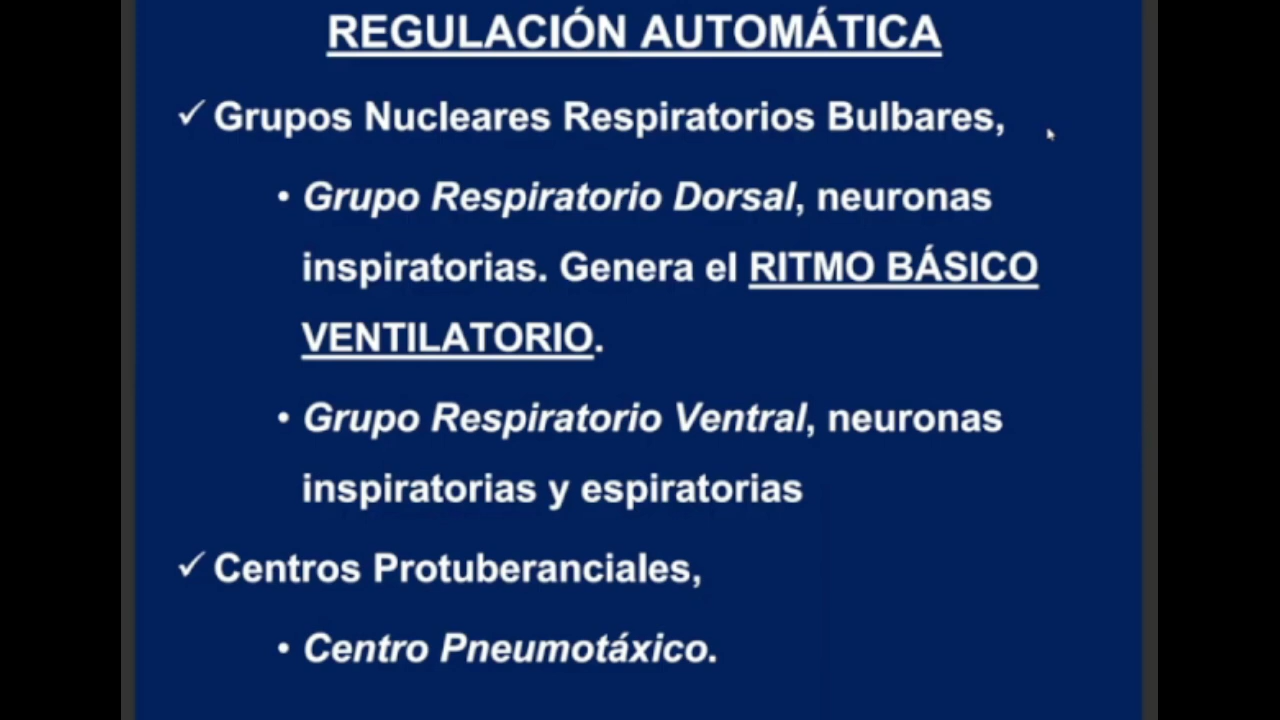 REGULACIÓN AUTOMÁTICA
✓ Grupos Nucleares Respiratorios Bulbares,
• Grupo Respiratorio Dorsal, neuronas
inspiratorias. Genera el RITMO BÁSICO
VENTILATORIO.
• Grupo Respiratorio Ventral, neuronas
inspiratorias y espiratorias
✓ Centros Protuberanciales,
• Centro Pneumotáxico.